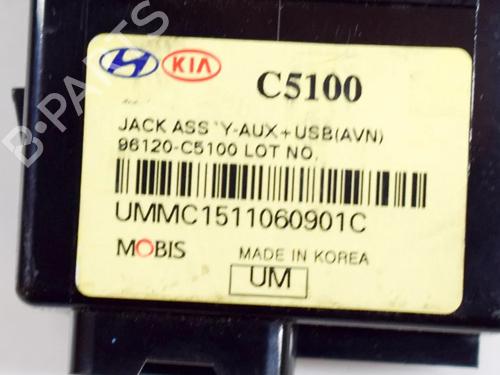 KIA
C5100
JACK ASS`Y-AUX+USB(AVN)
96120-C5100 LOT NO.
UMMC1511060901C
MOBIS MADE IN KOREA
UM
B-PARTS